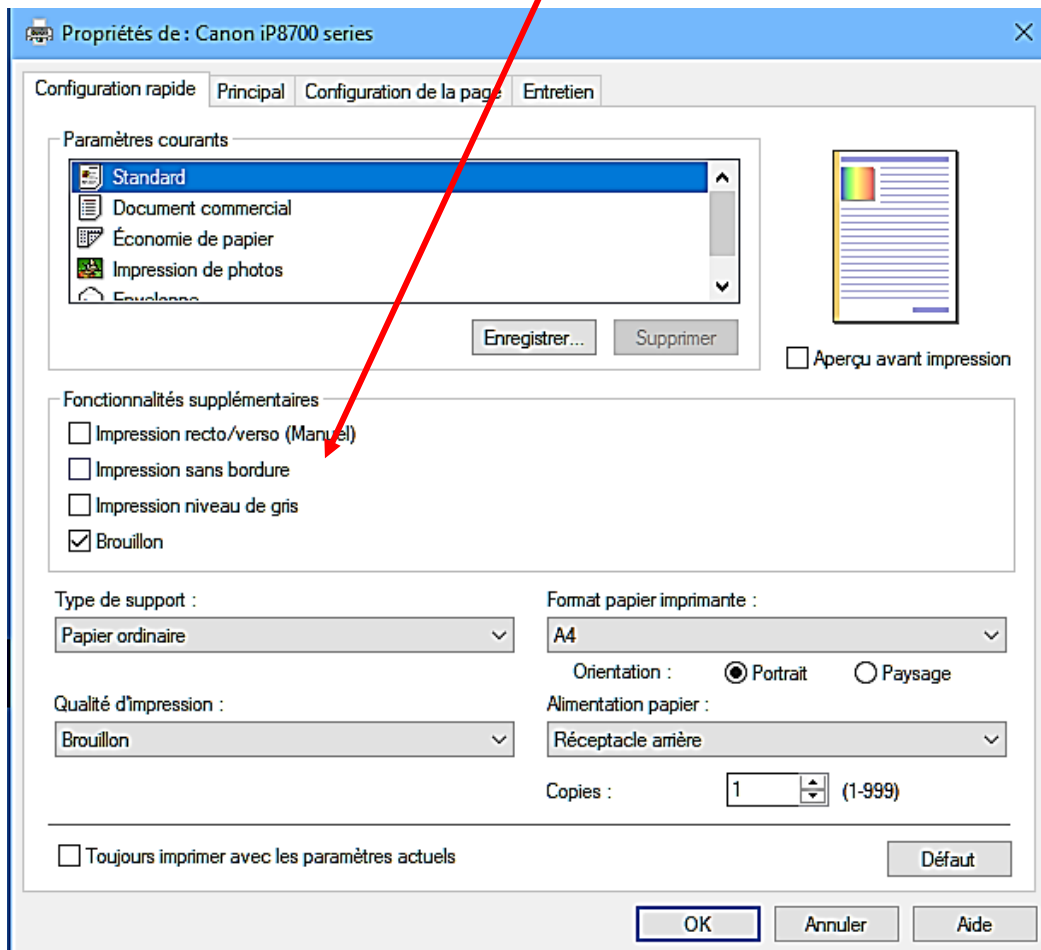 Propriétés de : Canon iP8700 series
Configuration rapide Principal Configuration de la page Entretien
Paramètres courants
Standard
Document commercial
Économie de papier
Impression de photos
Enveloppe
Enregistrer... Supprimer
Aperçu avant impression
Fonctionnalités supplémentaires
Impression recto/verso (Manuel)
Impression sans bordure
Impression niveau de gris
Brouillon
Type de support : Format papier imprimante :
Papier ordinaire A4
Orientation : Portrait Paysage
Qualité d'impression : Alimentation papier :
Brouillon Réceptacle arrière
Copies : 1 (1-999)
Toujours imprimer avec les paramètres actuels Défaut
OK Annuler Aide